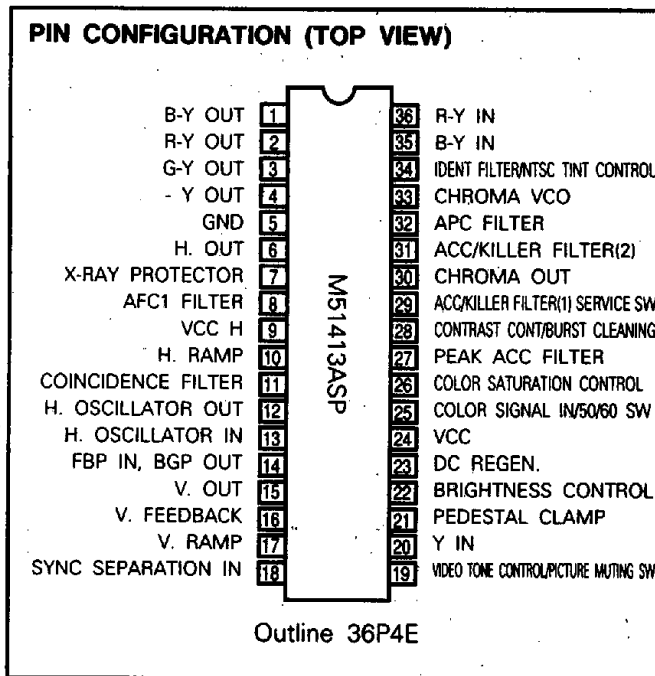 PIN CONFIGURATION (TOP VIEW)
B-Y OUT 1
R-Y OUT 2
G-Y OUT 3
- Y OUT 4
GND 5
H. OUT 6
X-RAY PROTECTOR 7
AFC1 FILTER 8
VCC H 9
H. RAMP 10
COINCIDENCE FILTER 11
H. OSCILLATOR OUT 12
H. OSCILLATOR IN 13
FBP IN, BGP OUT 14
V. OUT 15
V. FEEDBACK 16
V. RAMP 17
SYNC SEPARATION IN 18
M51413ASP
36 R-Y IN
35 B-Y IN
34 IDENT FILTER/NTSC TINT CONTROL
33 CHROMA VCO
32 APC FILTER
31 ACC/KILLER FILTER(2)
30 CHROMA OUT
29 ACC/KILLER FILTER(1) SERVICE SW
28 CONTRAST CONT/BURST CLEANING
27 PEAK ACC FILTER
26 COLOR SATURATION CONTROL
25 COLOR SIGNAL IN/50/60 SW
24 VCC
23 DC REGEN.
22 BRIGHTNESS CONTROL
21 PEDESTAL CLAMP
20 Y IN
19 VIDEO TONE CONTROL/PICTURE MUTING SW
Outline 36P4E